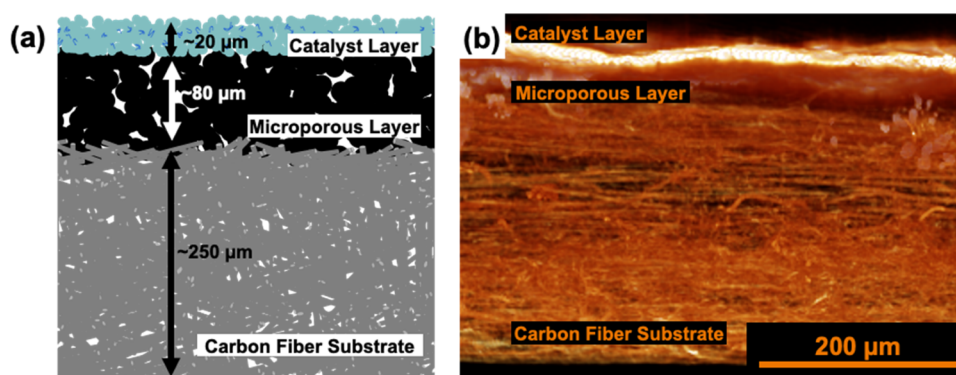 (a)
~20 µm
Catalyst Layer
~80 µm
Microporous Layer
~250 µm
Carbon Fiber Substrate
(b)
Catalyst Layer
Microporous Layer
Carbon Fiber Substrate
200 µm